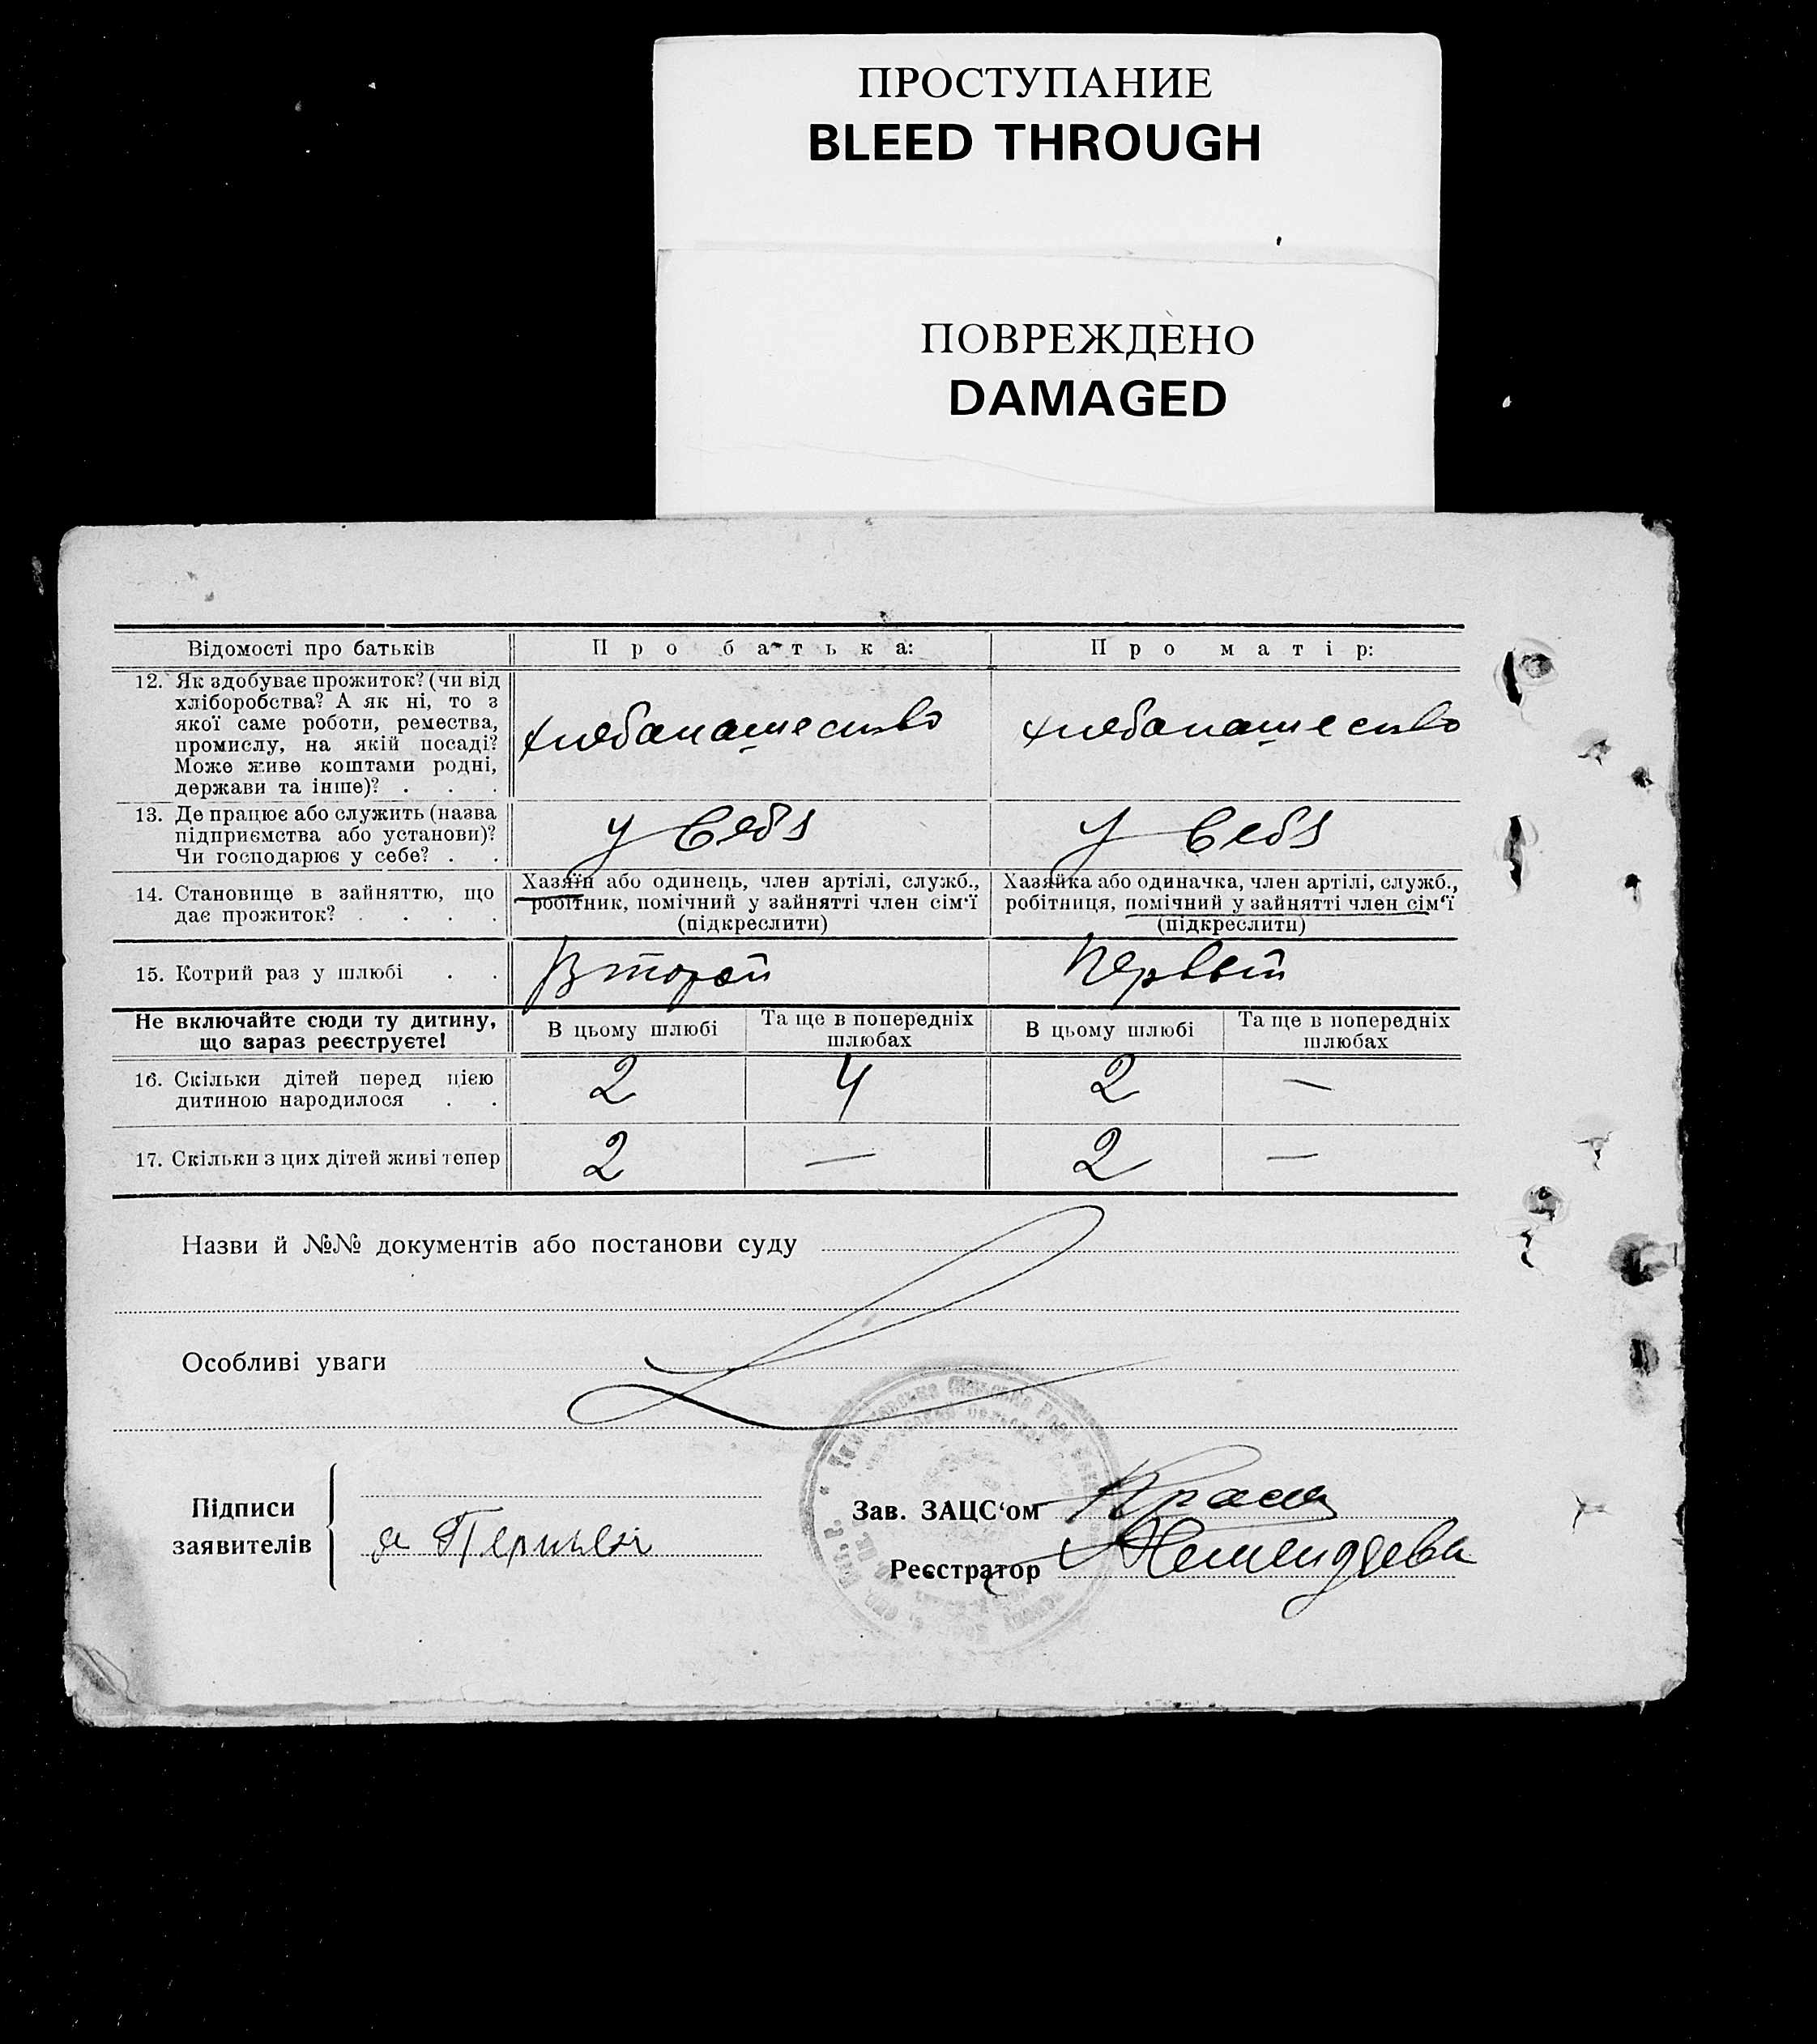 ПРОСТУПАНИЕ
BLEED THROUGH
ПОВРЕЖДЕНО
DAMAGED
Відомості про батьків
Про батька:
Про матір:
12. Як здобуває прожиток? (чи від
хліборобства? А як ні, то з
якої саме роботи, ремества,
промислу, на якій посаді?
Може живе коштами родні,
держави та інше)? . . .
хлебопашество
хлебопашество
13. Де працює або служить (назва
підприємства або установи)?
Чи господарює у себе? . .
у себя
у себя
14. Становище в зайняттю, що
дає прожиток? . . . .
Хазяїн або одинець, член артілі, служб.,
робітник, помічний у зайнятті член сім'ї
(підкреслити)
Хазяйка або одиначка, член артілі, служб.,
робітниця, помічний у зайнятті член сім'ї
(підкреслити)
15. Котрий раз у шлюбі . .
Второй
Первый
Не включайте сюди ту дитину,
що зараз реєструєте!
В цьому шлюбі
Та ще в попередніх
шлюбах
В цьому шлюбі
Та ще в попередніх
шлюбах
16. Скільки дітей перед цією
дитиною народилося . .
2
4
2
—
17. Скільки з цих дітей живі тепер
2
—
2
—
Назви й №№ документів або постанови суду
Особливі уваги
Підписи
заявителів
Зав. ЗАЦС‘ом
Реєстратор